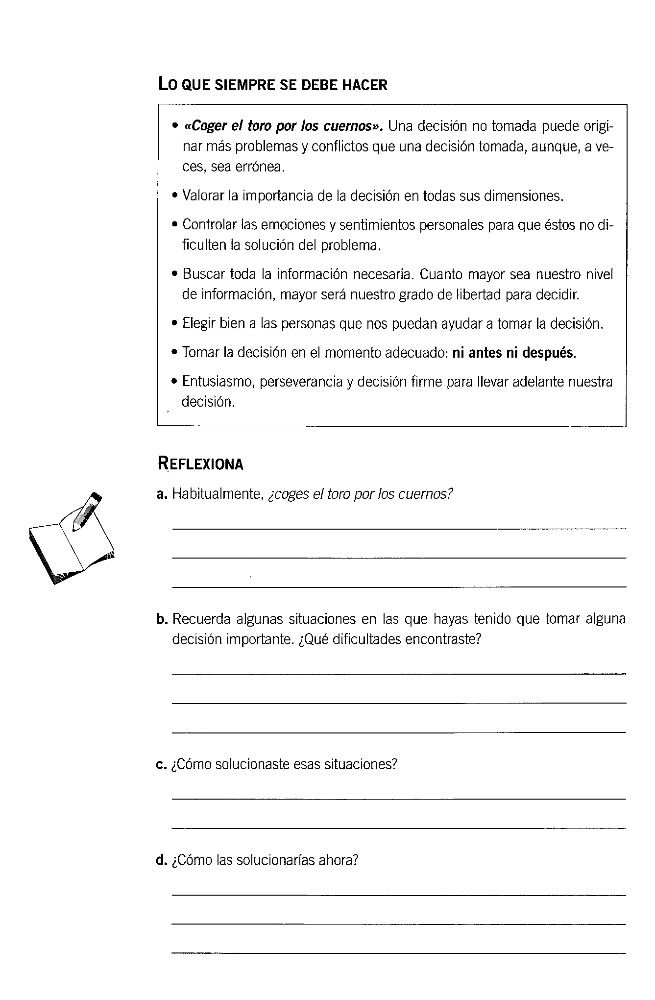 LO QUE SIEMPRE SE DEBE HACER
• «Coger el toro por los cuernos». Una decisión no tomada puede origi-
nar más problemas y conflictos que una decisión tomada, aunque, a ve-
ces, sea errónea.
• Valorar la importancia de la decisión en todas sus dimensiones.
• Controlar las emociones y sentimientos personales para que éstos no di-
ficulten la solución del problema.
• Buscar toda la información necesaria. Cuanto mayor sea nuestro nivel
de información, mayor será nuestro grado de libertad para decidir.
• Elegir bien a las personas que nos puedan ayudar a tomar la decisión.
• Tomar la decisión en el momento adecuado: ni antes ni después.
• Entusiasmo, perseverancia y decisión firme para llevar adelante nuestra
decisión.
REFLEXIONA
a. Habitualmente, ¿coges el toro por los cuernos?
b. Recuerda algunas situaciones en las que hayas tenido que tomar alguna
decisión importante. ¿Qué dificultades encontraste?
c. ¿Cómo solucionaste esas situaciones?
d. ¿Cómo las solucionarías ahora?